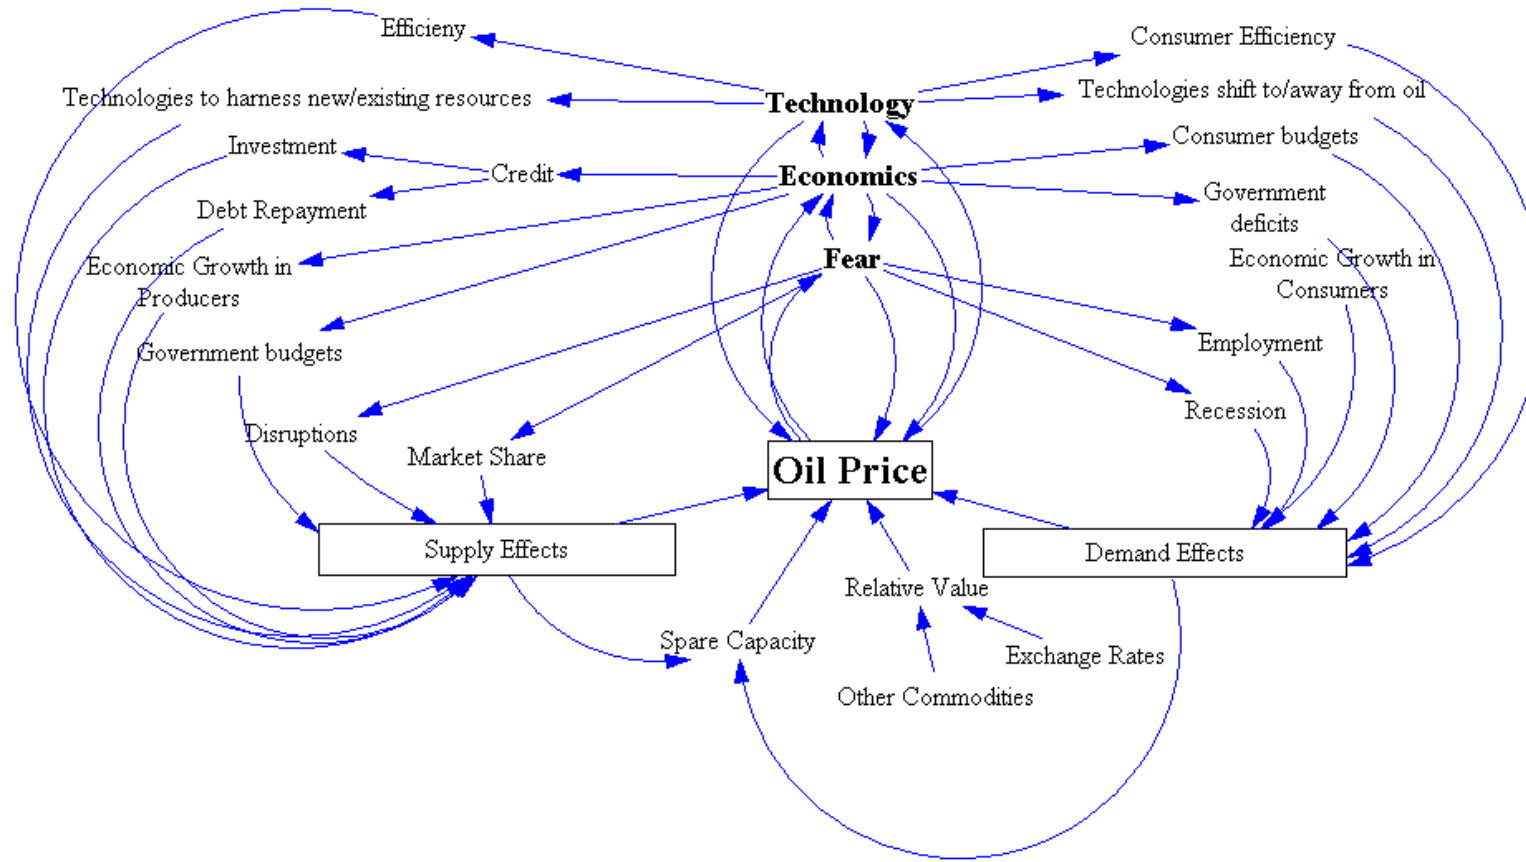 Efficieny
Consumer Efficiency
Technologies to harness new/existing resources
Technology
Technologies shift to/away from oil
Investment
Consumer budgets
Credit
Economics
Debt Repayment
Government
deficits
Economic Growth in
Producers
Fear
Economic Growth in
Consumers
Government budgets
Employment
Disruptions
Recession
Market Share
Oil Price
Supply Effects
Demand Effects
Relative Value
Spare Capacity
Exchange Rates
Other Commodities